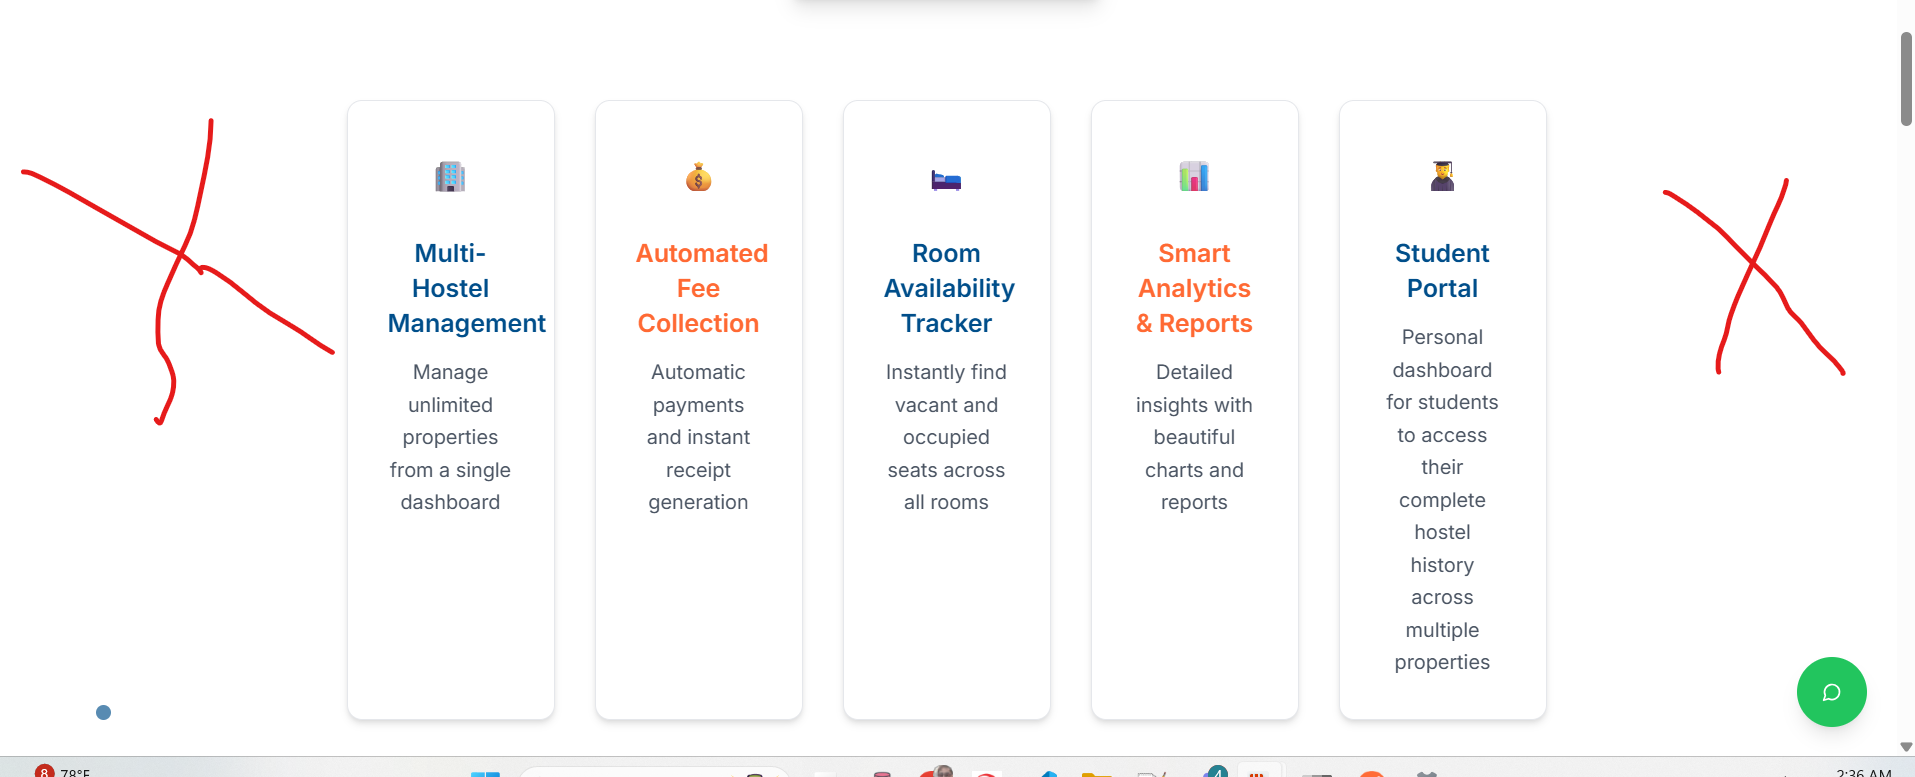 Multi-
Hostel
Management
Manage
unlimited
properties
from a single
dashboard
Automated
Fee
Collection
Automatic
payments
and instant
receipt
generation
Room
Availability
Tracker
Instantly find
vacant and
occupied
seats across
all rooms
Smart
Analytics
& Reports
Detailed
insights with
beautiful
charts and
reports
Student
Portal
Personal
dashboard
for students
to access
their
complete
hostel
history
across
multiple
properties
8
78°F
4
2:36 AM